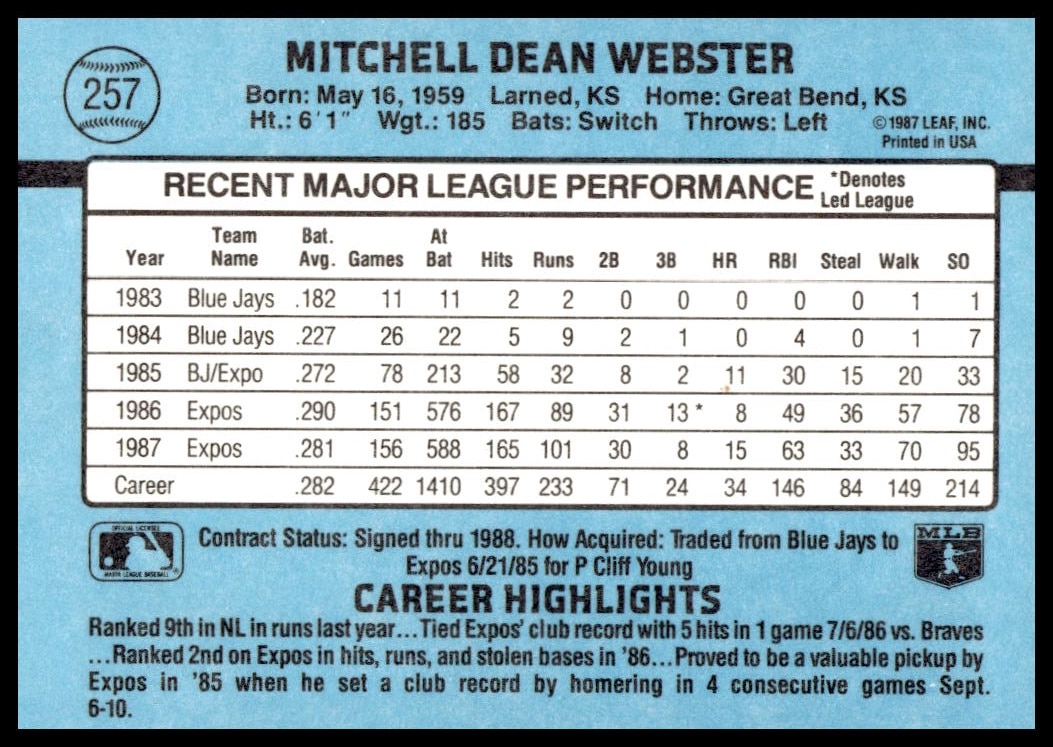 257
MITCHELL DEAN WEBSTER
Born: May 16, 1959 Larned, KS Home: Great Bend, KS
Ht.: 6'1" Wgt.: 185 Bats: Switch Throws: Left
©1987 LEAF, INC.
Printed in USA
RECENT MAJOR LEAGUE PERFORMANCE *Denotes Led League
Year Team Name Bat. Avg. Games At Bat Hits Runs 2B 3B HR RBI Steal Walk SO
1983 Blue Jays .182 11 11 2 2 0 0 0 0 0 1 1
1984 Blue Jays .227 26 22 5 9 2 1 0 4 0 1 7
1985 BJ/Expo .272 78 213 58 32 8 2 11 30 15 20 33
1986 Expos .290 151 576 167 89 31 13* 8 49 36 57 78
1987 Expos .281 156 588 165 101 30 8 15 63 33 70 95
Career .282 422 1410 397 233 71 24 34 146 84 149 214
OFFICIAL LICENSEE
MAJOR LEAGUE BASEBALL
Contract Status: Signed thru 1988. How Acquired: Traded from Blue Jays to
Expos 6/21/85 for P Cliff Young
MLB
CAREER HIGHLIGHTS
Ranked 9th in NL in runs last year...Tied Expos' club record with 5 hits in 1 game 7/6/86 vs. Braves
...Ranked 2nd on Expos in hits, runs, and stolen bases in '86...Proved to be a valuable pickup by
Expos in '85 when he set a club record by homering in 4 consecutive games Sept.
6-10.